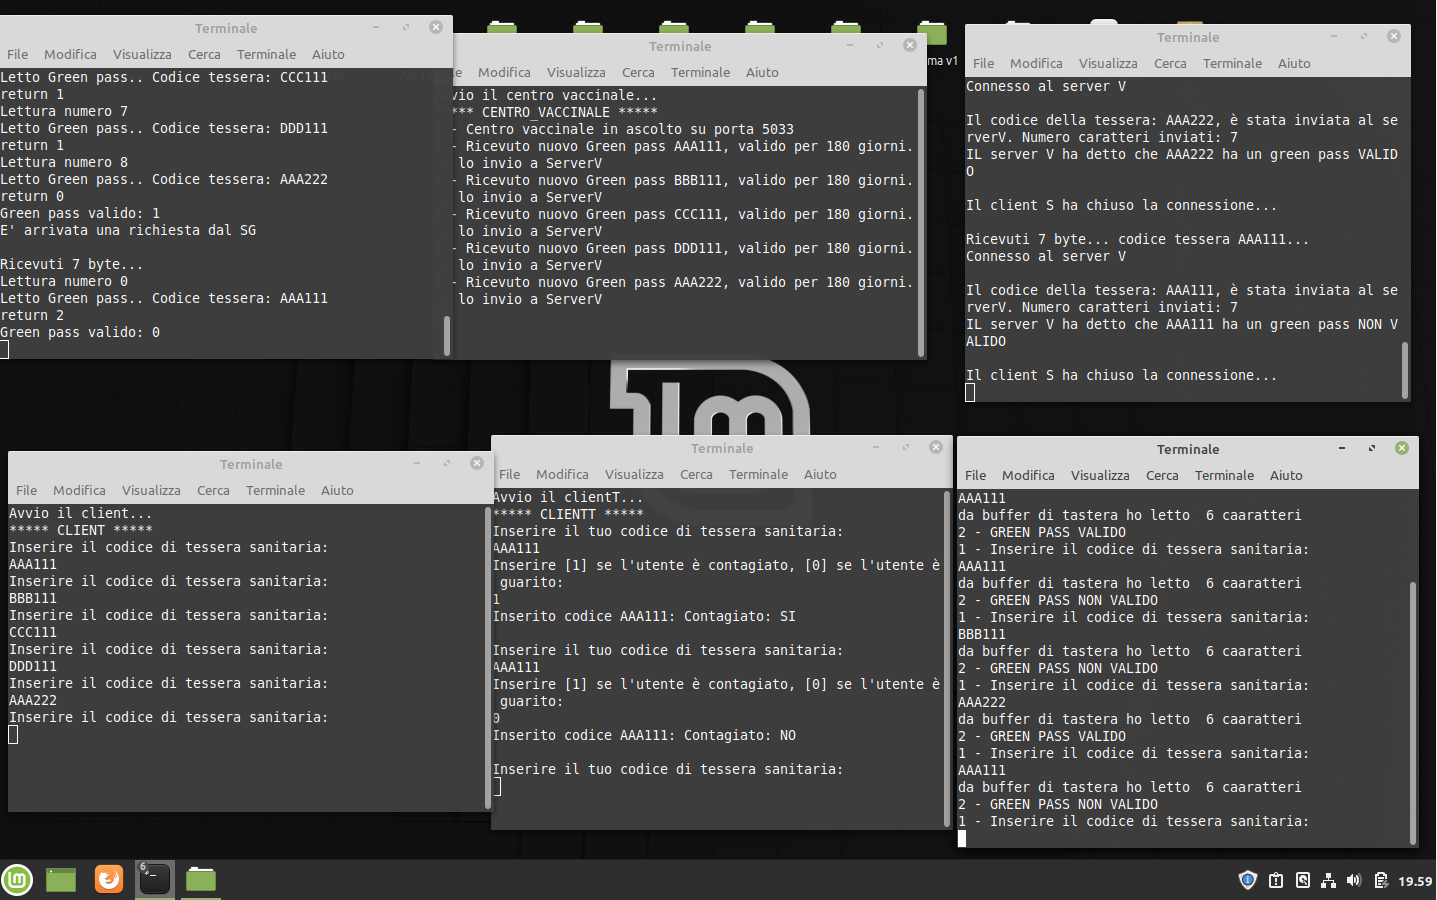 Terminale
File Modifica Visualizza Cerca Terminale Aiuto
Letto Green pass.. Codice tessera: CCC111
return 1
Lettura numero 7
Letto Green pass.. Codice tessera: DDD111
return 1
Lettura numero 8
Letto Green pass.. Codice tessera: AAA222
return 0
Green pass valido: 1
E' arrivata una richiesta dal SG
Ricevuti 7 byte...
Lettura numero 0
Letto Green pass.. Codice tessera: AAA111
return 2
Green pass valido: 0
Terminale
le Modifica Visualizza Cerca Terminale Aiuto
vio il centro vaccinale...
** CENTRO_VACCINALE *****
- Centro vaccinale in ascolto su porta 5033
- Ricevuto nuovo Green pass AAA111, valido per 180 giorni.
lo invio a ServerV
- Ricevuto nuovo Green pass BBB111, valido per 180 giorni.
lo invio a ServerV
- Ricevuto nuovo Green pass CCC111, valido per 180 giorni.
lo invio a ServerV
- Ricevuto nuovo Green pass DDD111, valido per 180 giorni.
lo invio a ServerV
- Ricevuto nuovo Green pass AAA222, valido per 180 giorni.
lo invio a ServerV
ma v1
Terminale
File Modifica Visualizza Cerca Terminale Aiuto
Connesso al server V
Il codice della tessera: AAA222, è stata inviata al se
rverV. Numero caratteri inviati: 7
IL server V ha detto che AAA222 ha un green pass VALID
O
Il client S ha chiuso la connessione...
Ricevuti 7 byte... codice tessera AAA111...
Connesso al server V
Il codice della tessera: AAA111, è stata inviata al se
rverV. Numero caratteri inviati: 7
IL server V ha detto che AAA111 ha un green pass NON V
ALIDO
Il client S ha chiuso la connessione...
Terminale
File Modifica Visualizza Cerca Terminale Aiuto
Avvio il client...
***** CLIENT *****
Inserire il codice di tessera sanitaria:
AAA111
Inserire il codice di tessera sanitaria:
BBB111
Inserire il codice di tessera sanitaria:
CCC111
Inserire il codice di tessera sanitaria:
DDD111
Inserire il codice di tessera sanitaria:
AAA222
Inserire il codice di tessera sanitaria:
Terminale
File Modifica Visualizza Cerca Terminale Aiuto
Avvio il clientT...
***** CLIENTT *****
Inserire il tuo codice di tessera sanitaria:
AAA111
Inserire [1] se l'utente è contagiato, [0] se l'utente è
guarito:
1
Inserito codice AAA111: Contagiato: SI
Inserire il tuo codice di tessera sanitaria:
AAA111
Inserire [1] se l'utente è contagiato, [0] se l'utente è
guarito:
0
Inserito codice AAA111: Contagiato: NO
Inserire il tuo codice di tessera sanitaria:
Terminale
File Modifica Visualizza Cerca Terminale Aiuto
AAA111
da buffer di tastera ho letto  6 caaratteri
2 - GREEN PASS VALIDO
1 - Inserire il codice di tessera sanitaria:
AAA111
da buffer di tastera ho letto  6 caaratteri
2 - GREEN PASS NON VALIDO
1 - Inserire il codice di tessera sanitaria:
BBB111
da buffer di tastera ho letto  6 caaratteri
2 - GREEN PASS NON VALIDO
1 - Inserire il codice di tessera sanitaria:
AAA222
da buffer di tastera ho letto  6 caaratteri
2 - GREEN PASS VALIDO
1 - Inserire il codice di tessera sanitaria:
AAA111
da buffer di tastera ho letto  6 caaratteri
2 - GREEN PASS NON VALIDO
1 - Inserire il codice di tessera sanitaria:
6
19.59